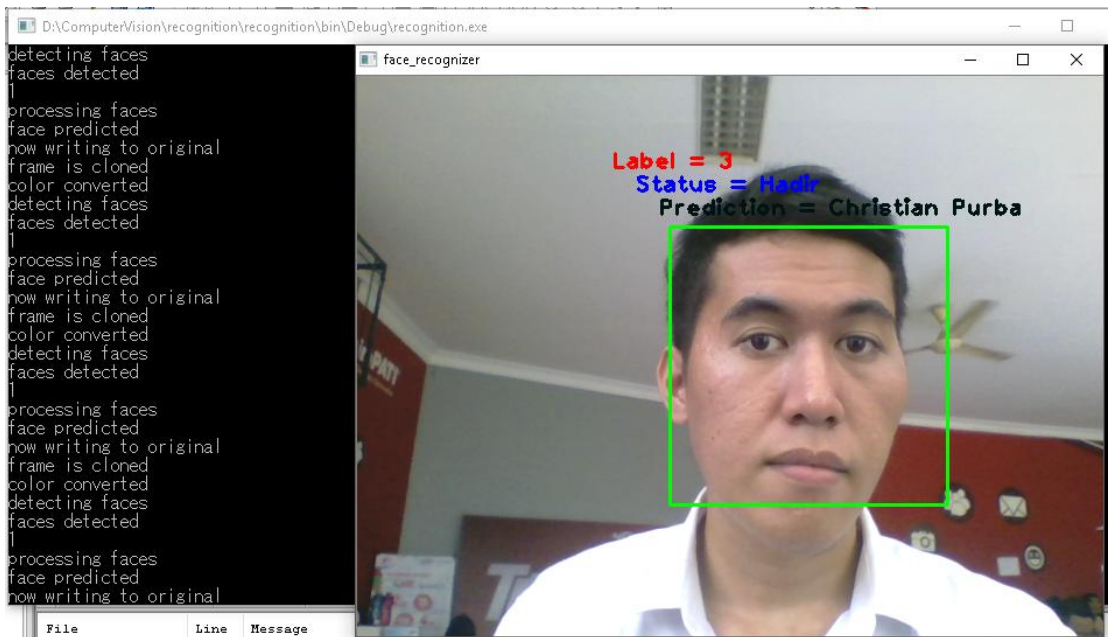 D:\ComputerVision\recognition\recognition\bin\Debug\recognition.exe
detecting faces
faces detected
1
processing faces
face predicted
now writing to original
frame is cloned
color converted
detecting faces
faces detected
1
processing faces
face predicted
now writing to original
frame is cloned
color converted
detecting faces
faces detected
1
processing faces
face predicted
now writing to original
frame is cloned
color converted
detecting faces
faces detected
1
processing faces
face predicted
now writing to original
face_recognizer
Label = 3
Status = Hadir
Prediction = Christian Purba
File Line Message